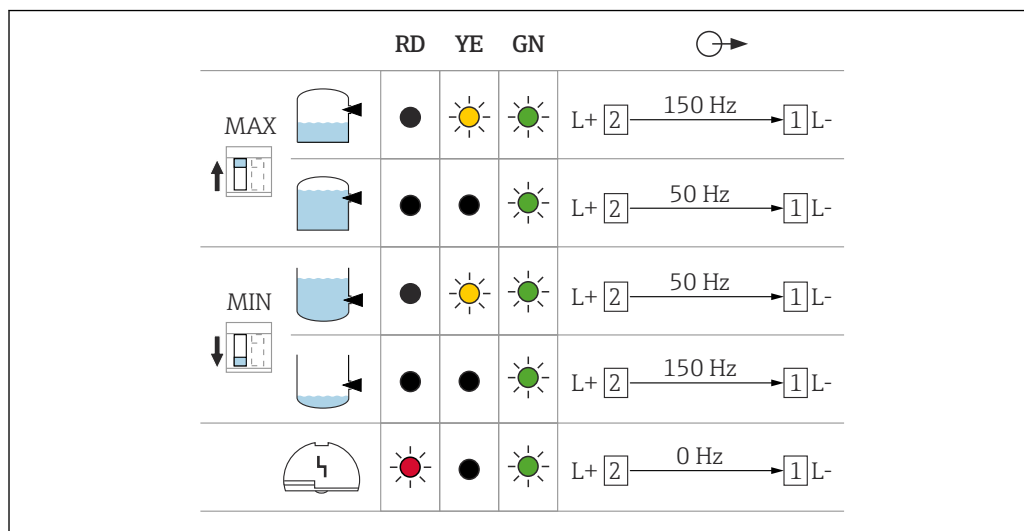 RD YE GN
MAX
L+ 2 150 Hz 1 L-
L+ 2 50 Hz 1 L-
MIN
L+ 2 50 Hz 1 L-
L+ 2 150 Hz 1 L-
L+ 2 0 Hz 1 L-